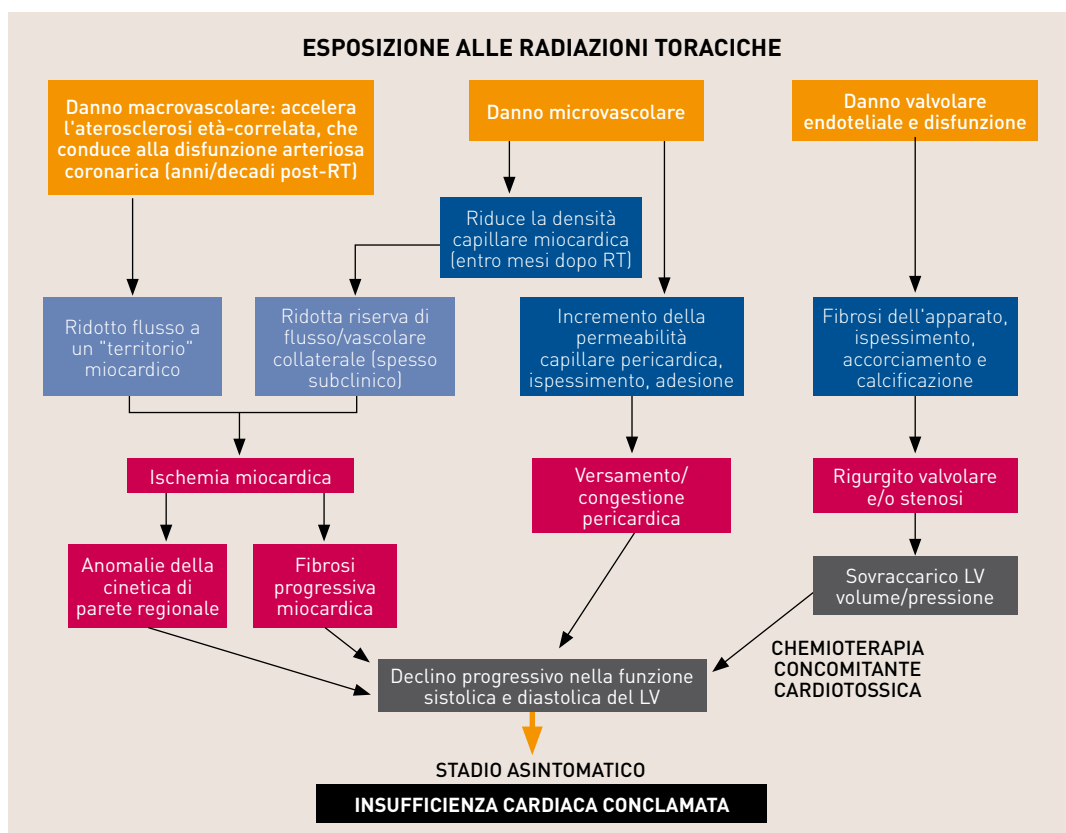 ESPOSIZIONE ALLE RADIAZIONI TORACICHE
Danno macrovascolare: accelera
l'aterosclerosi età-correlata, che
conduce alla disfunzione arteriosa
coronarica (anni/decadi post-RT)
Danno microvascolare
Danno valvolare
endoteliale e disfunzione
Riduce la densità
capillare miocardica
(entro mesi dopo RT)
Ridotto flusso a
un "territorio"
miocardico
Ridotta riserva di
flusso/vascolare
collaterale (spesso
subclinico)
Incremento della
permeabilità
capillare pericardica,
ispessimento, adesione
Fibrosi dell'apparato,
ispessimento,
accorciamento e
calcificazione
Ischemia miocardica
Versamento/
congestione
pericardica
Rigurgito valvolare
e/o stenosi
Anomalie della
cinetica di
parete regionale
Fibrosi
progressiva
miocardica
Sovraccarico LV
volume/pressione
CHEMIOTERAPIA
CONCOMITANTE
CARDIOTOSSICA
Declino progressivo nella funzione
sistolica e diastolica del LV
STADIO ASINTOMATICO
INSUFFICIENZA CARDIACA CONCLAMATA